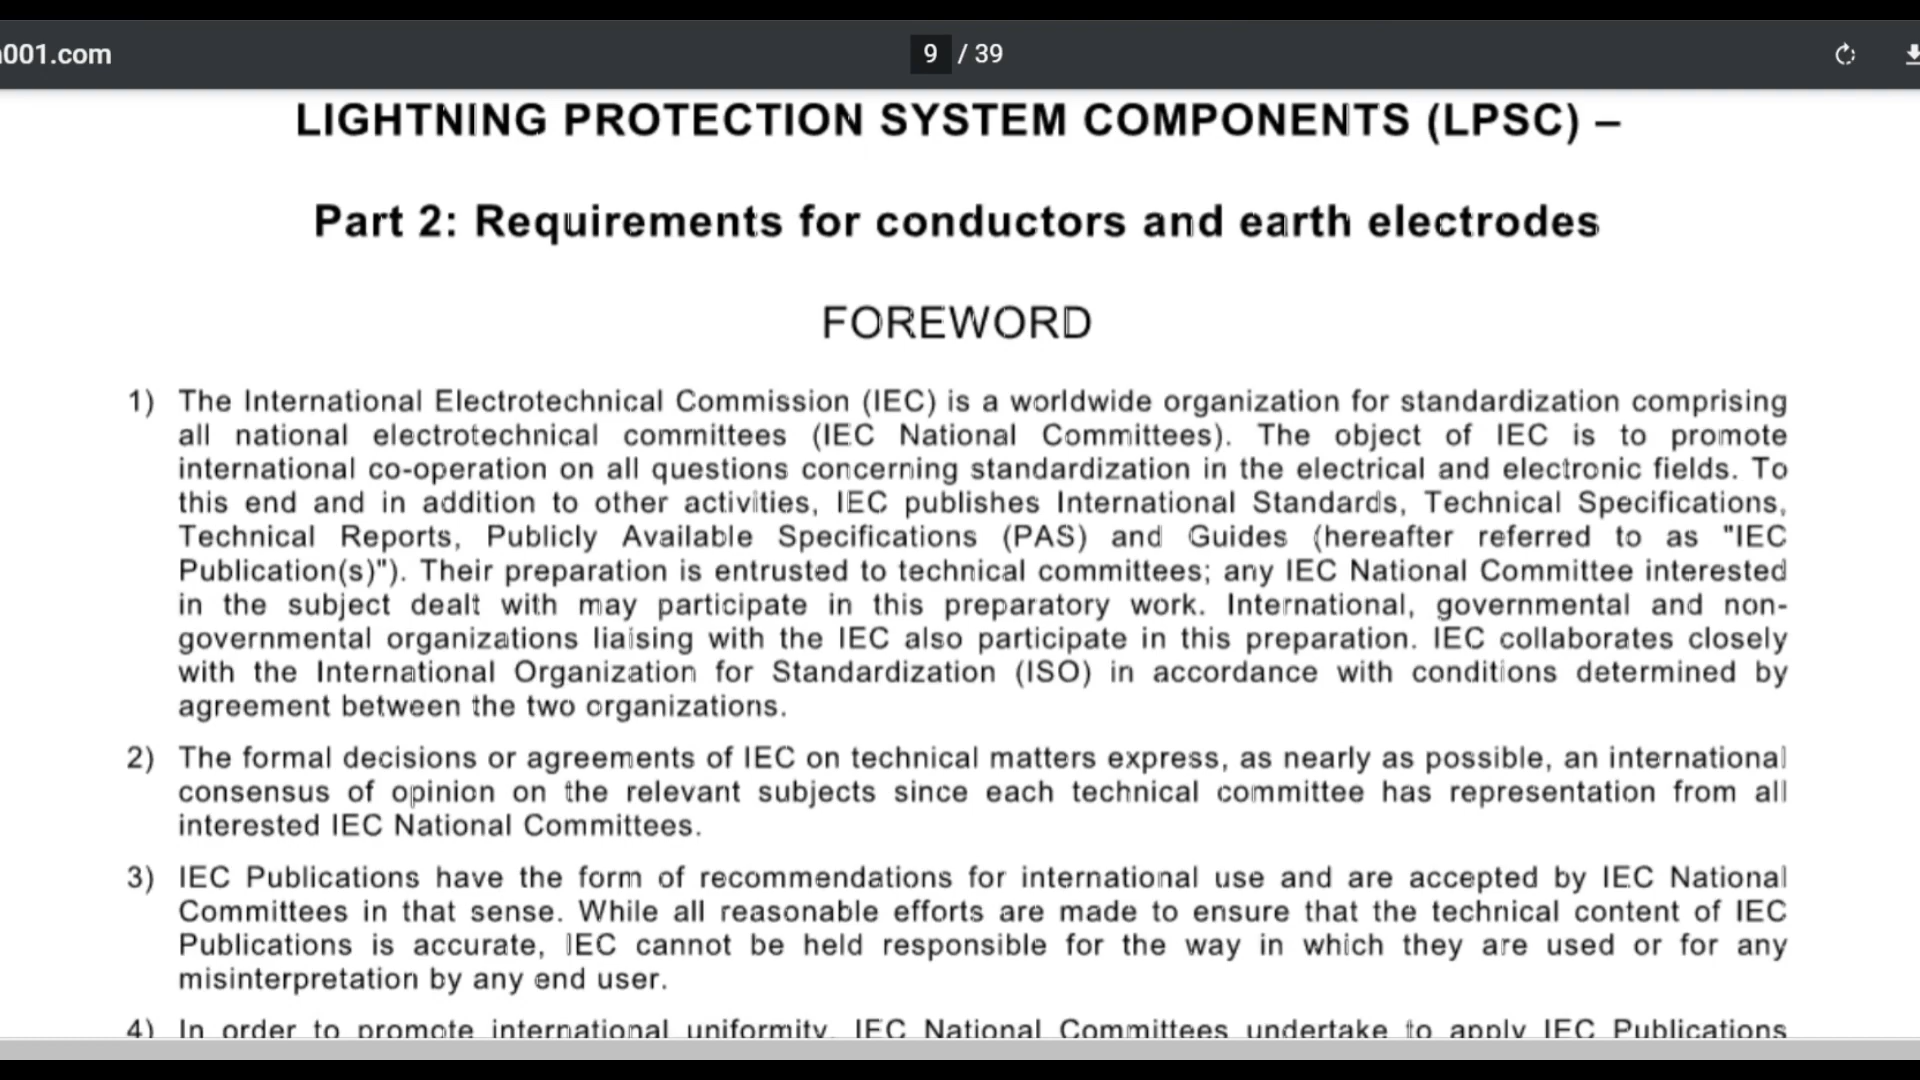 001.com
9 / 39
LIGHTNING PROTECTION SYSTEM COMPONENTS (LPSC) –
Part 2: Requirements for conductors and earth electrodes
FOREWORD
1) The International Electrotechnical Commission (IEC) is a worldwide organization for standardization comprising
all national electrotechnical committees (IEC National Committees). The object of IEC is to promote
international co-operation on all questions concerning standardization in the electrical and electronic fields. To
this end and in addition to other activities, IEC publishes International Standards, Technical Specifications,
Technical Reports, Publicly Available Specifications (PAS) and Guides (hereafter referred to as "IEC
Publication(s)"). Their preparation is entrusted to technical committees; any IEC National Committee interested
in the subject dealt with may participate in this preparatory work. International, governmental and non-
governmental organizations liaising with the IEC also participate in this preparation. IEC collaborates closely
with the International Organization for Standardization (ISO) in accordance with conditions determined by
agreement between the two organizations.
2) The formal decisions or agreements of IEC on technical matters express, as nearly as possible, an international
consensus of opinion on the relevant subjects since each technical committee has representation from all
interested IEC National Committees.
3) IEC Publications have the form of recommendations for international use and are accepted by IEC National
Committees in that sense. While all reasonable efforts are made to ensure that the technical content of IEC
Publications is accurate, IEC cannot be held responsible for the way in which they are used or for any
misinterpretation by any end user.
4) In order to promote international uniformity, IEC National Committees undertake to apply IEC Publications